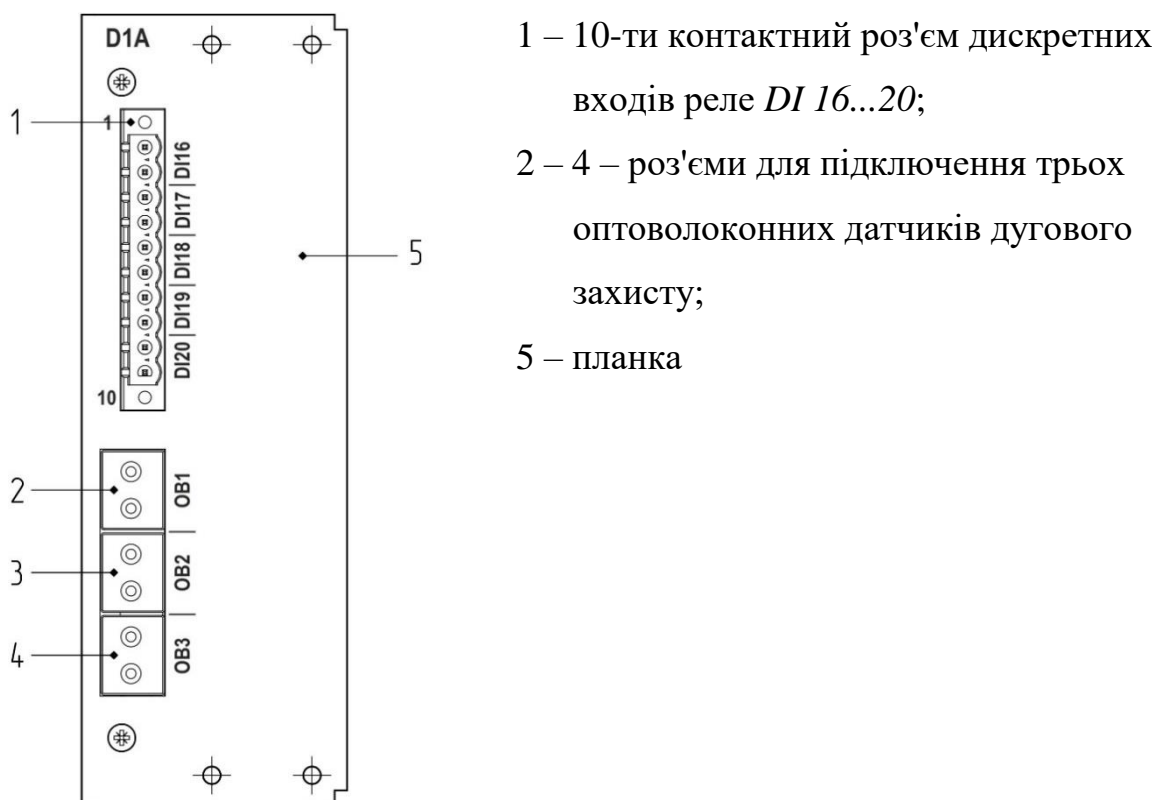 D1A
1
1
DI16
DI17
DI18
DI19
DI20
10
2
OB1
3
OB2
4
OB3
5
1 – 10-ти контактний роз'єм дискретних
входів реле DI 16...20;
2 – 4 – роз'єми для підключення трьох
оптоволоконних датчиків дугового
захисту;
5 – планка